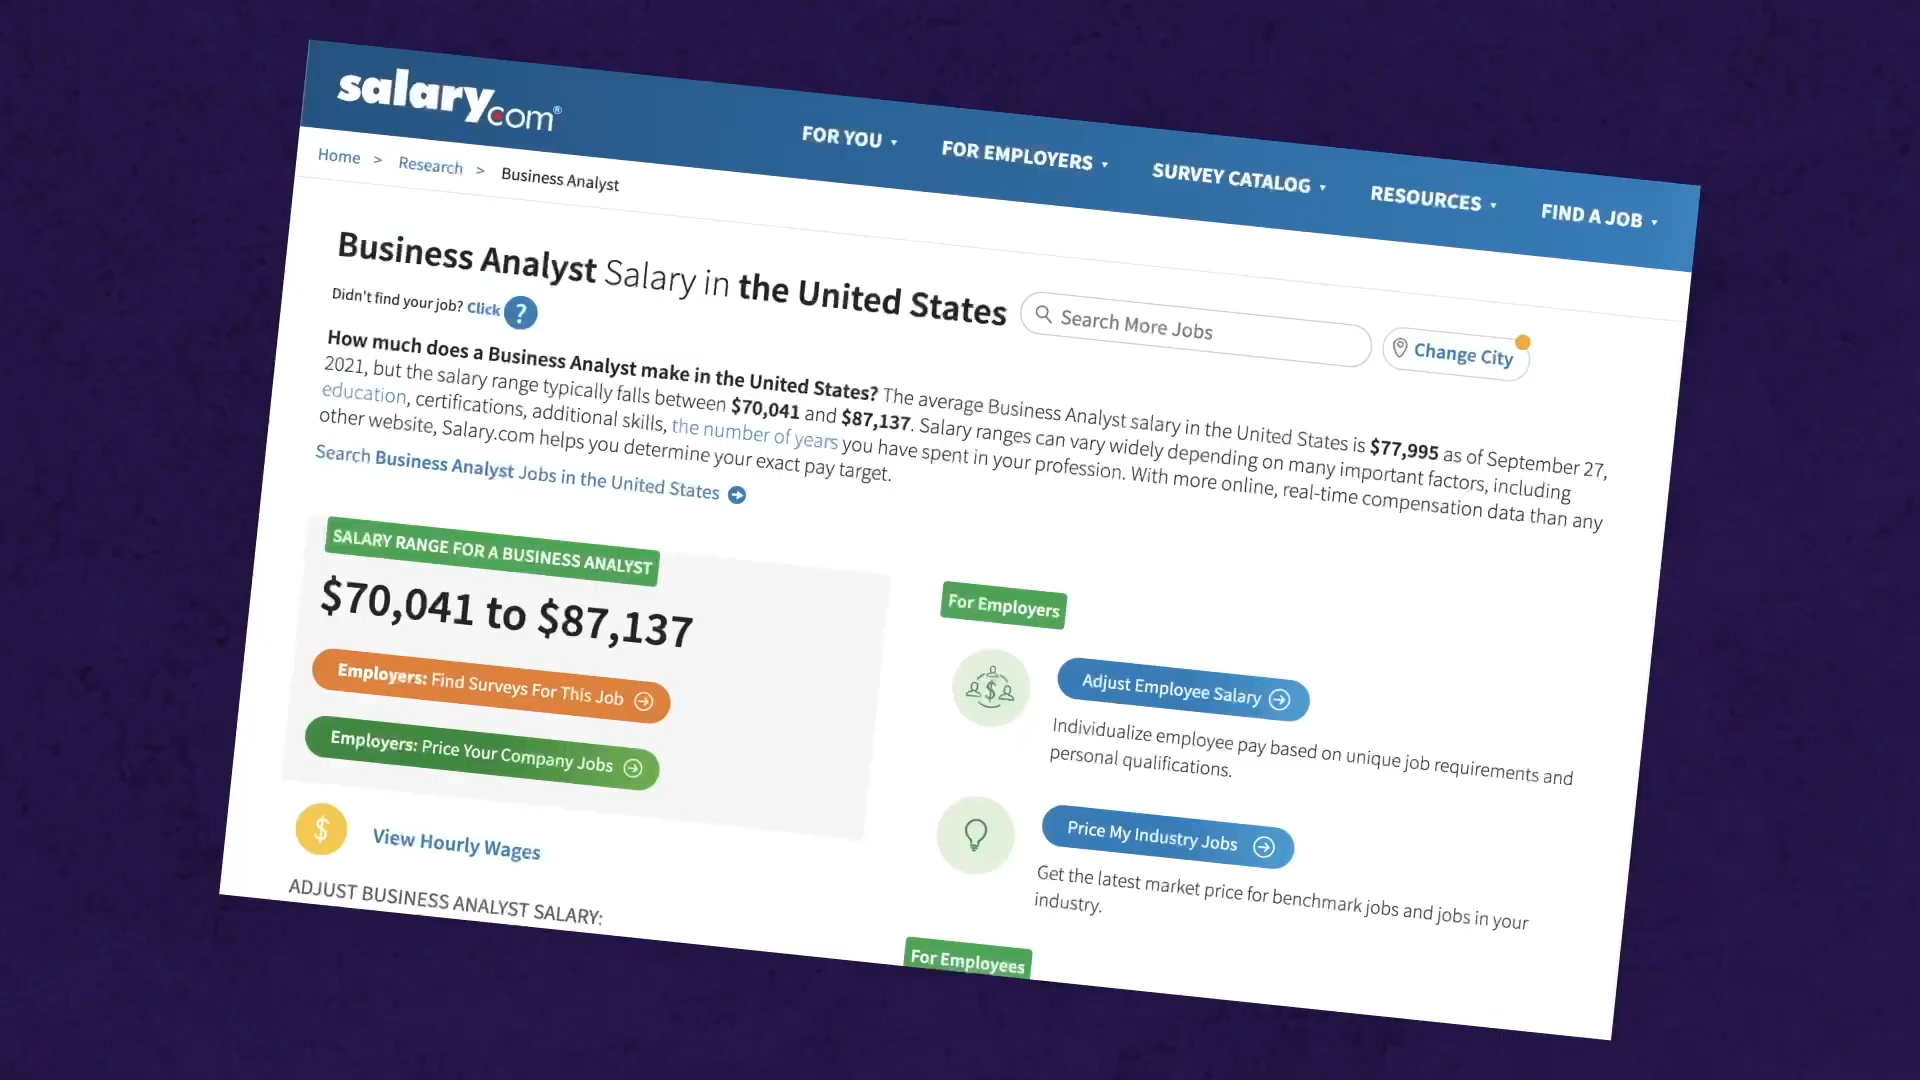 salary.com®
FOR YOU ▾ FOR EMPLOYERS ▾ SURVEY CATALOG ▾ RESOURCES ▾ FIND A JOB ▾
Home > Research > Business Analyst
Business Analyst Salary in the United States
Search More Jobs
Change City
Didn't find your job? Click ?
How much does a Business Analyst make in the United States? The average Business Analyst salary in the United States is $77,995 as of September 27,
2021, but the salary range typically falls between $70,041 and $87,137. Salary ranges can vary widely depending on many important factors, including
education, certifications, additional skills, the number of years you have spent in your profession. With more online, real-time compensation data than any
other website, Salary.com helps you determine your exact pay target.
Search Business Analyst Jobs in the United States
SALARY RANGE FOR A BUSINESS ANALYST
$70,041 to $87,137
Employers: Find Surveys For This Job
Employers: Price Your Company Jobs
$ View Hourly Wages
ADJUST BUSINESS ANALYST SALARY:
For Employers
$
Adjust Employee Salary
Individualize employee pay based on unique job requirements and
personal qualifications.
Price My Industry Jobs
Get the latest market price for benchmark jobs and jobs in your
industry.
For Employees